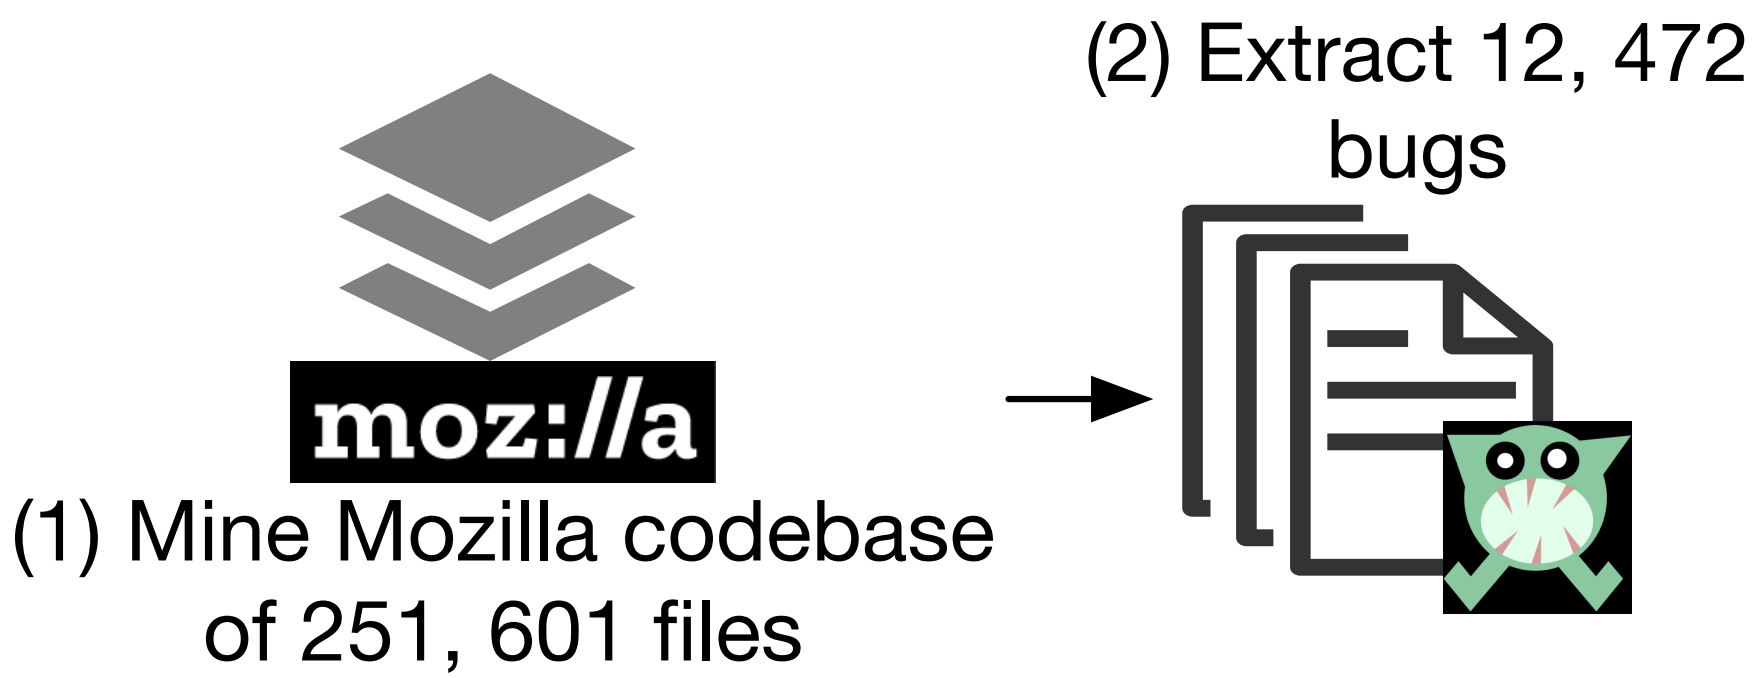 (2) Extract 12, 472
bugs
moz://a
(1) Mine Mozilla codebase
of 251, 601 files